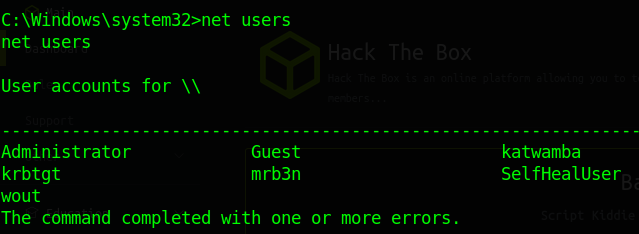 C:\Windows\system32>net users
net users
Hack The Box
Hack The Box is an online platform allowing you to t
members...
User accounts for \\
Support
-------------------------------------------------------------------------------
Administrator            Guest                    katwamba
krbtgt                   mrb3n                    SelfHealUser
wout
The command completed with one or more errors.
Ba
Script Kiddie